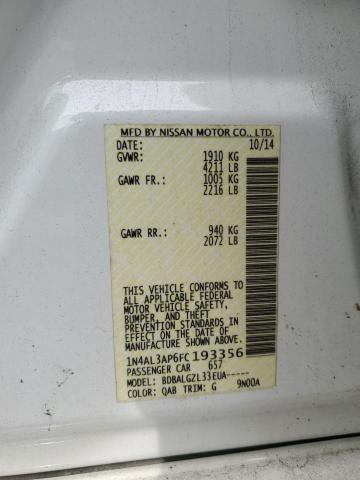 MFD BY NISSAN MOTOR CO., LTD.
DATE: 10/14
GVWR: 1910 KG
4211 LB
GAWR FR.: 1005 KG
2216 LB
GAWR RR.: 940 KG
2072 LB
THIS VEHICLE CONFORMS TO
ALL APPLICABLE FEDERAL
MOTOR VEHICLE SAFETY,
BUMPER, AND THEFT
PREVENTION STANDARDS IN
EFFECT ON THE DATE OF
MANUFACTURE SHOWN ABOVE.
1N4AL3AP6FC193356
PASSENGER CAR 657
MODEL: BDBALGZL33EUA-----
COLOR: QAB TRIM: G 9N00A